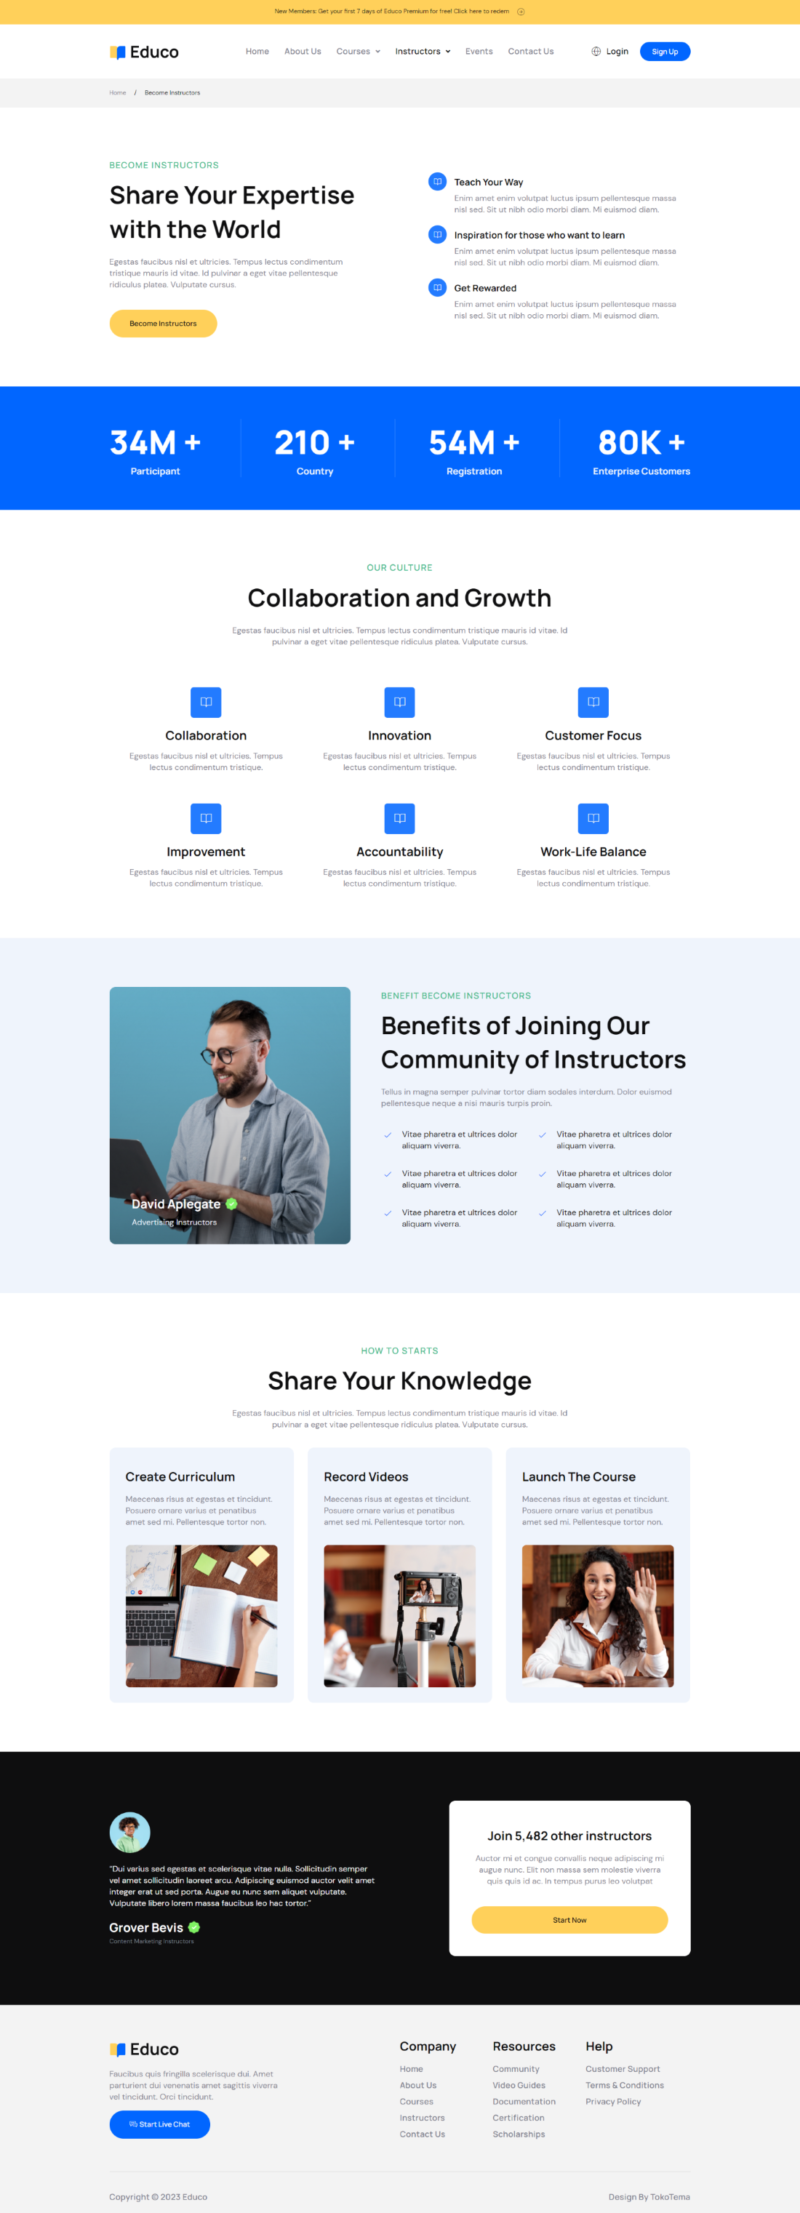 New Members: Get your first 7 days of Educo Premium for free! Click here to redem
Educo
Home
About Us
Courses
Instructors
Events
Contact Us
Login
Sign Up
Home / Become Instructors
BECOME INSTRUCTORS
Share Your Expertise
with the World
Egestas faucibus nisl et ultricies. Tempus lectus condimentum
tristique mauris id vitae. Id pulvinar a eget vitae pellentesque
ridiculus platea. Vulputate cursus.
Become Instructors
Teach Your Way
Enim amet enim volutpat luctus ipsum pellentesque massa
nisl sed. Sit ut nibh odio morbi diam. Mi euismod diam.
Inspiration for those who want to learn
Enim amet enim volutpat luctus ipsum pellentesque massa
nisl sed. Sit ut nibh odio morbi diam. Mi euismod diam.
Get Rewarded
Enim amet enim volutpat luctus ipsum pellentesque massa
nisl sed. Sit ut nibh odio morbi diam. Mi euismod diam.
34M +
Participant
210 +
Country
54M +
Registration
80K +
Enterprise Customers
OUR CULTURE
Collaboration and Growth
Egestas faucibus nisl et ultricies. Tempus lectus condimentum tristique mauris id vitae. Id
pulvinar a eget vitae pellentesque ridiculus platea. Vulputate cursus.
Collaboration
Egestas faucibus nisl et ultricies. Tempus
lectus condimentum tristique.
Innovation
Egestas faucibus nisl et ultricies. Tempus
lectus condimentum tristique.
Customer Focus
Egestas faucibus nisl et ultricies. Tempus
lectus condimentum tristique.
Improvement
Egestas faucibus nisl et ultricies. Tempus
lectus condimentum tristique.
Accountability
Egestas faucibus nisl et ultricies. Tempus
lectus condimentum tristique.
Work-Life Balance
Egestas faucibus nisl et ultricies. Tempus
lectus condimentum tristique.
David Aplegate
Advertising Instructors
BENEFIT BECOME INSTRUCTORS
Benefits of Joining Our
Community of Instructors
Tellus in magna semper pulvinar tortor diam sodales interdum. Dolor euismod
pellentesque neque a nisi mauris turpis proin.
Vitae pharetra et ultrices dolor
aliquam viverra.
Vitae pharetra et ultrices dolor
aliquam viverra.
Vitae pharetra et ultrices dolor
aliquam viverra.
Vitae pharetra et ultrices dolor
aliquam viverra.
Vitae pharetra et ultrices dolor
aliquam viverra.
Vitae pharetra et ultrices dolor
aliquam viverra.
HOW TO STARTS
Share Your Knowledge
Egestas faucibus nisl et ultricies. Tempus lectus condimentum tristique mauris id vitae. Id
pulvinar a eget vitae pellentesque ridiculus platea. Vulputate cursus.
Create Curriculum
Maecenas risus at egestas et tincidunt.
Posuere ornare varius et penatibus
amet sed mi. Pellentesque tortor non.
Record Videos
Maecenas risus at egestas et tincidunt.
Posuere ornare varius et penatibus
amet sed mi. Pellentesque tortor non.
Launch The Course
Maecenas risus at egestas et tincidunt.
Posuere ornare varius et penatibus
amet sed mi. Pellentesque tortor non.
"Dui varius sed egestas et scelerisque vitae nulla. Sollicitudin semper
vel amet sollicitudin laoreet arcu. Adipiscing euismod auctor velit amet
integer erat ut sed porta. Augue eu nunc sem aliquet vulputate.
Vulputate libero lorem massa faucibus leo hac tortor."
Grover Bevis
Content Marketing Instructors
Join 5,482 other instructors
Auctor mi et congue convallis neque adipiscing mi
augue nunc. Elit non massa sem molestie viverra
quis quis id ac. In tempus purus leo volutpat
Start Now
Educo
Faucibus quis fringilla scelerisque dui. Amet
parturient dui venenatis amet sagittis viverra
vel tincidunt. Orci tincidunt.
Start Live Chat
Company
Home
About Us
Courses
Instructors
Contact Us
Resources
Community
Video Guides
Documentation
Certification
Scholarships
Help
Customer Support
Terms & Conditions
Privacy Policy
Copyright © 2023 Educo
Design By TokoTema